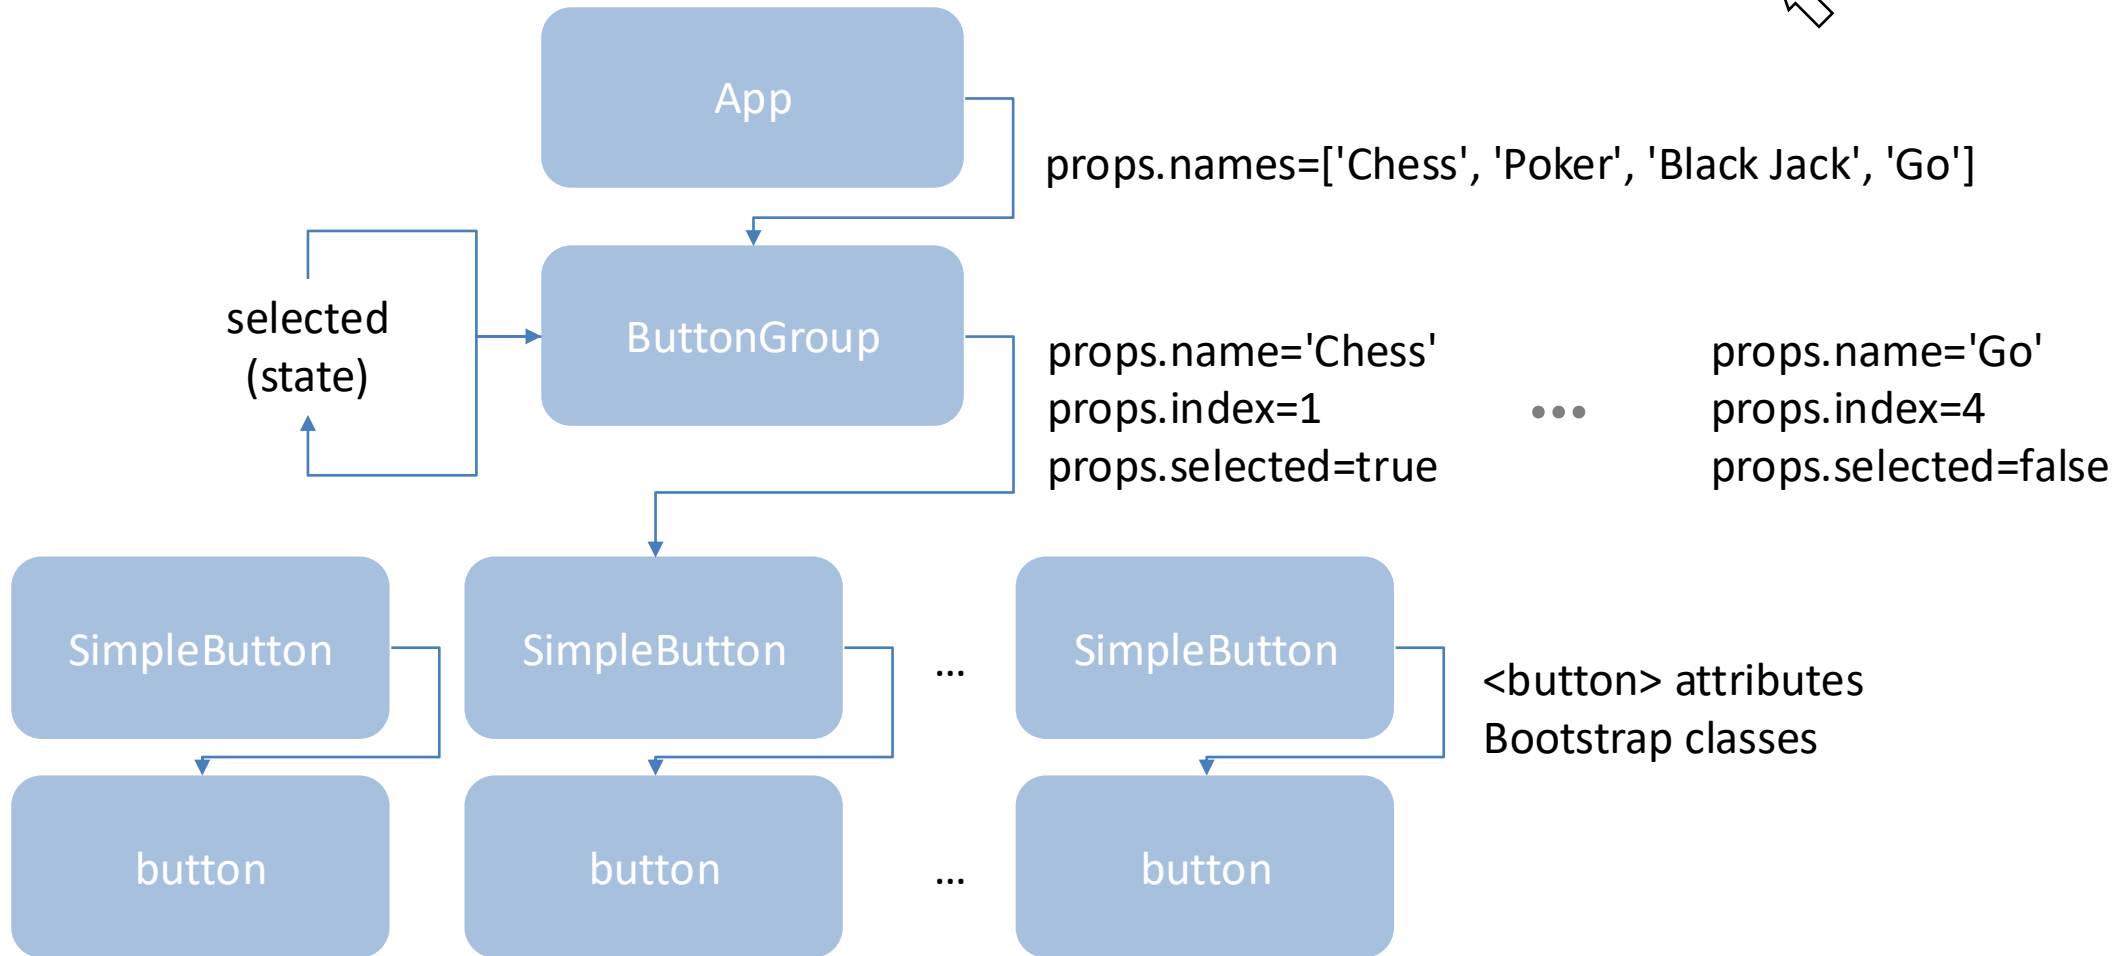 App
props.names=['Chess', 'Poker', 'Black Jack', 'Go']
selected
(state)
ButtonGroup
props.name='Chess'
props.index=1
props.selected=true
•••
props.name='Go'
props.index=4
props.selected=false
SimpleButton
SimpleButton
...
SimpleButton
<button> attributes
Bootstrap classes
button
button
...
button